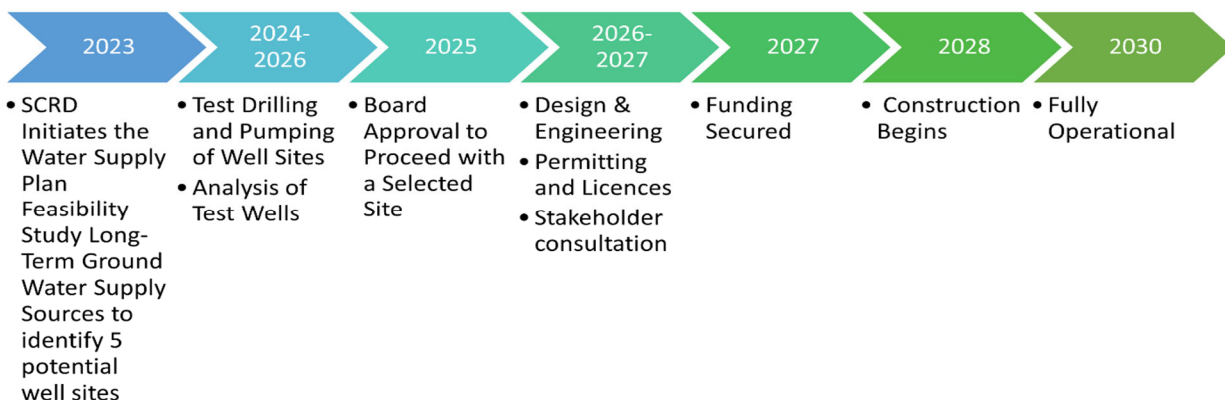 2023
• SCRD
Initiates the
Water Supply
Plan
Feasibility
Study Long-
Term Ground
Water Supply
Sources to
identify 5
potential
well sites
2024-
2026
• Test Drilling
and Pumping
of Well Sites
• Analysis of
Test Wells
2025
• Board
Approval to
Proceed with
a Selected
Site
2026-
2027
• Design &
Engineering
• Permitting
and Licences
• Stakeholder
consultation
2027
• Funding
Secured
2028
• Construction
Begins
2030
• Fully
Operational